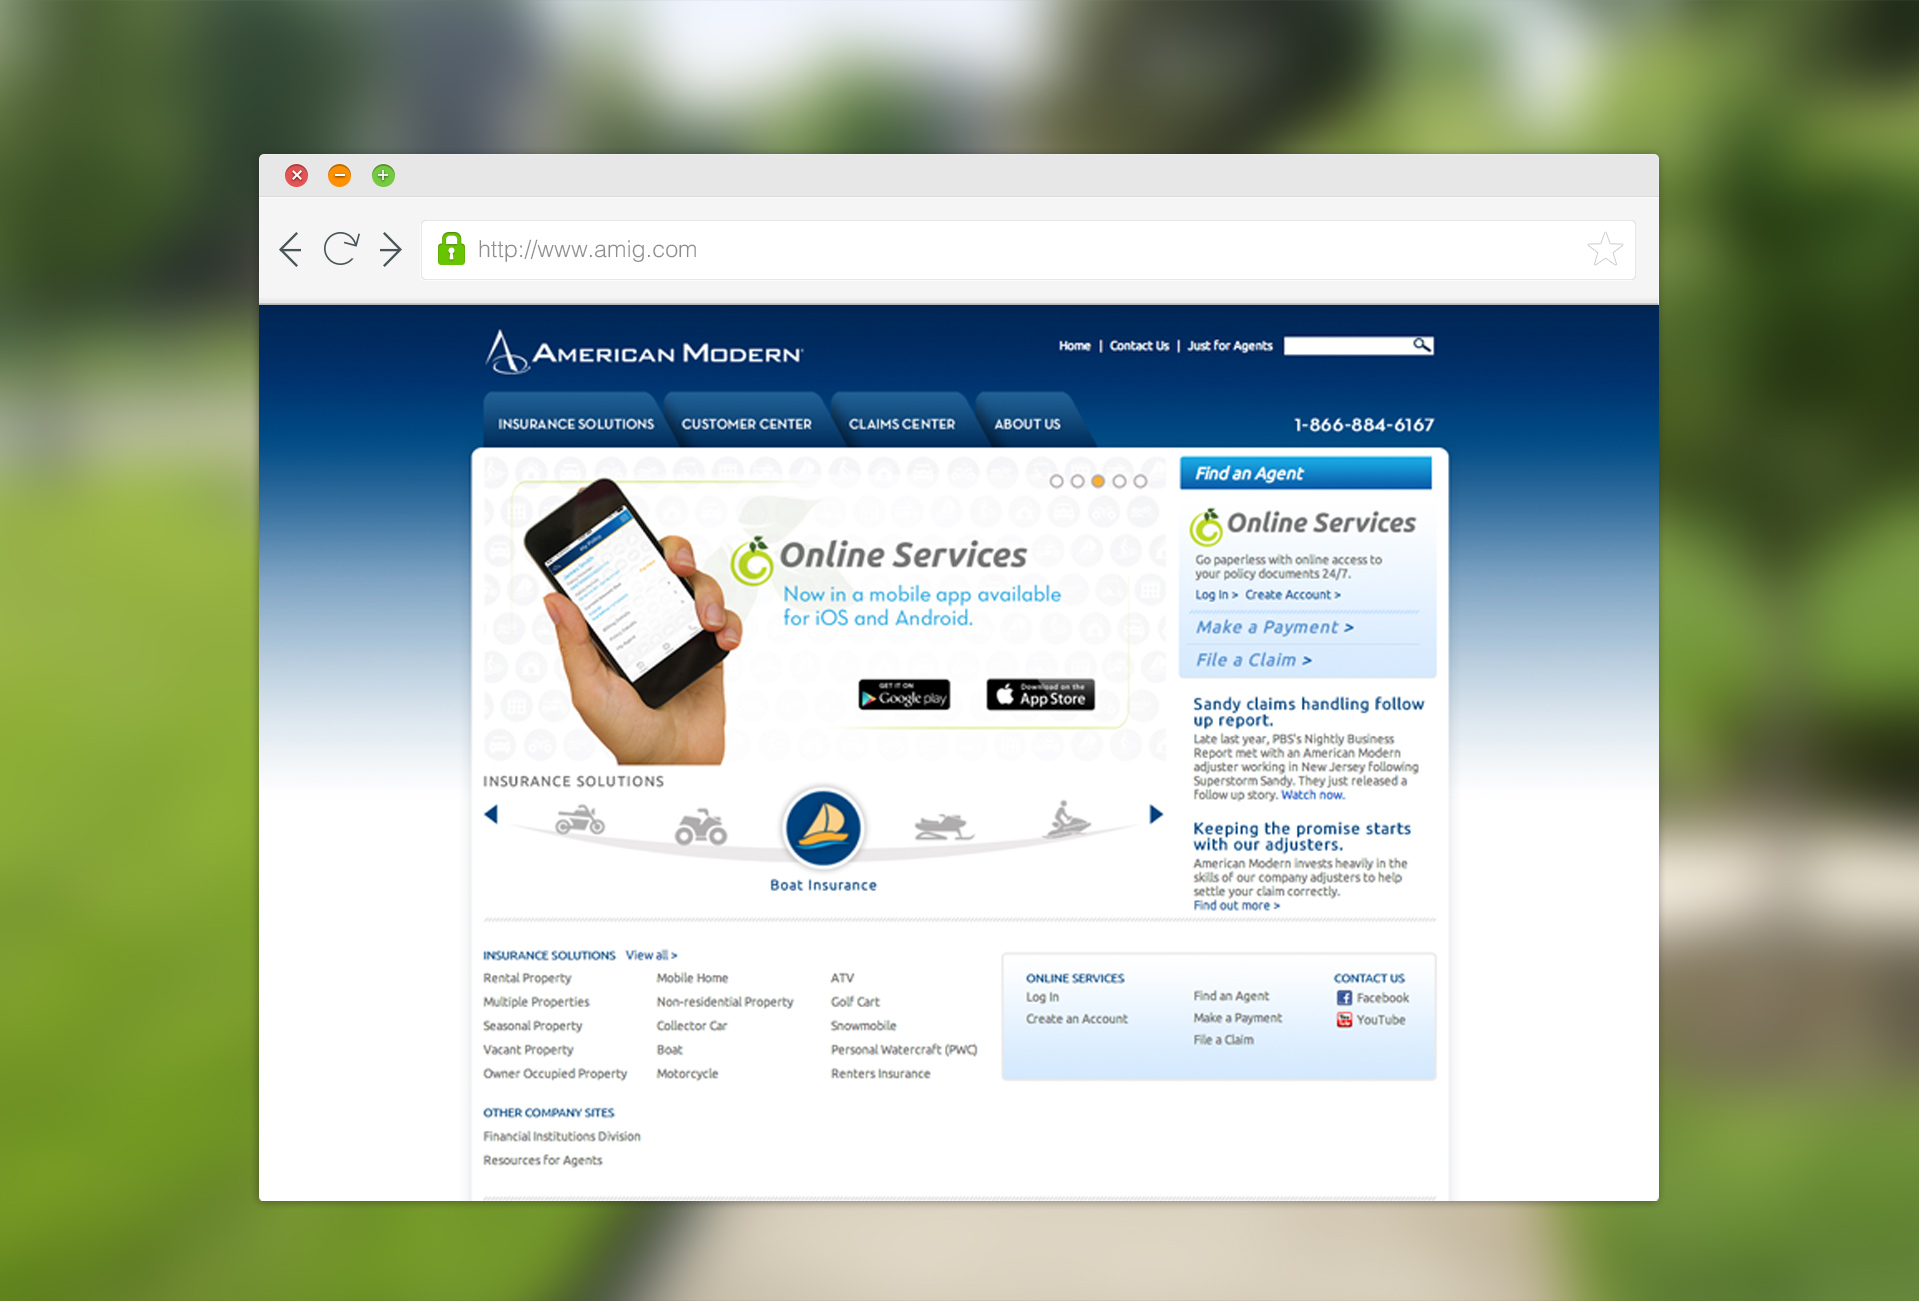 http://www.amig.com
AMERICAN MODERN
Home | Contact Us | Just for Agents
INSURANCE SOLUTIONS
CUSTOMER CENTER
CLAIMS CENTER
ABOUT US
1-866-884-6167
My Policy
Online Services
Now in a mobile app available
for iOS and Android.
GET IT ON
Google play
Download on the
App Store
Find an Agent
Online Services
Go paperless with online access to
your policy documents 24/7.
Log In > Create Account >
Make a Payment >
File a Claim >
Sandy claims handling follow
up report.
Late last year, PBS's Nightly Business
Report met with an American Modern
adjuster working in New Jersey following
Superstorm Sandy. They just released a
follow up story. Watch now.
Keeping the promise starts
with our adjusters.
American Modern invests heavily in the
skills of our company adjusters to help
settle your claim correctly.
Find out more >
INSURANCE SOLUTIONS
Boat Insurance
INSURANCE SOLUTIONS View all >
Rental Property
Multiple Properties
Seasonal Property
Vacant Property
Owner Occupied Property
Mobile Home
Non-residential Property
Collector Car
Boat
Motorcycle
ATV
Golf Cart
Snowmobile
Personal Watercraft (PWC)
Renters Insurance
ONLINE SERVICES
Log In
Create an Account
Find an Agent
Make a Payment
File a Claim
CONTACT US
Facebook
YouTube
OTHER COMPANY SITES
Financial Institutions Division
Resources for Agents